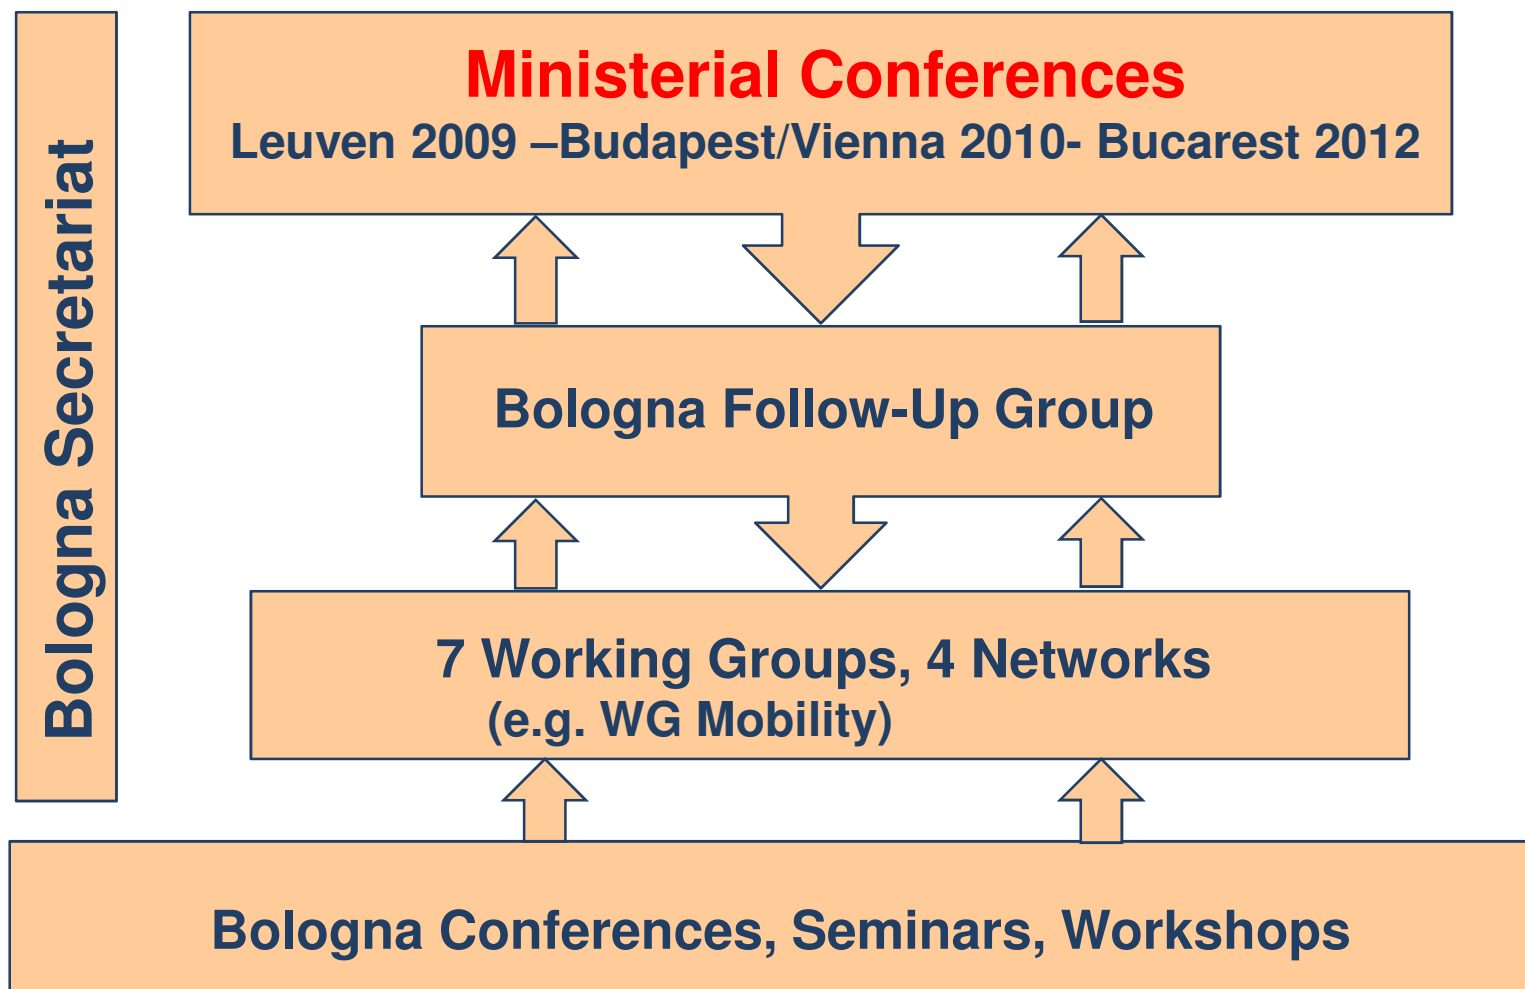 Bologna Secretariat
Ministerial Conferences
Leuven 2009 –Budapest/Vienna 2010- Bucarest 2012
Bologna Follow-Up Group
7 Working Groups, 4 Networks
(e.g. WG Mobility)
Bologna Conferences, Seminars, Workshops